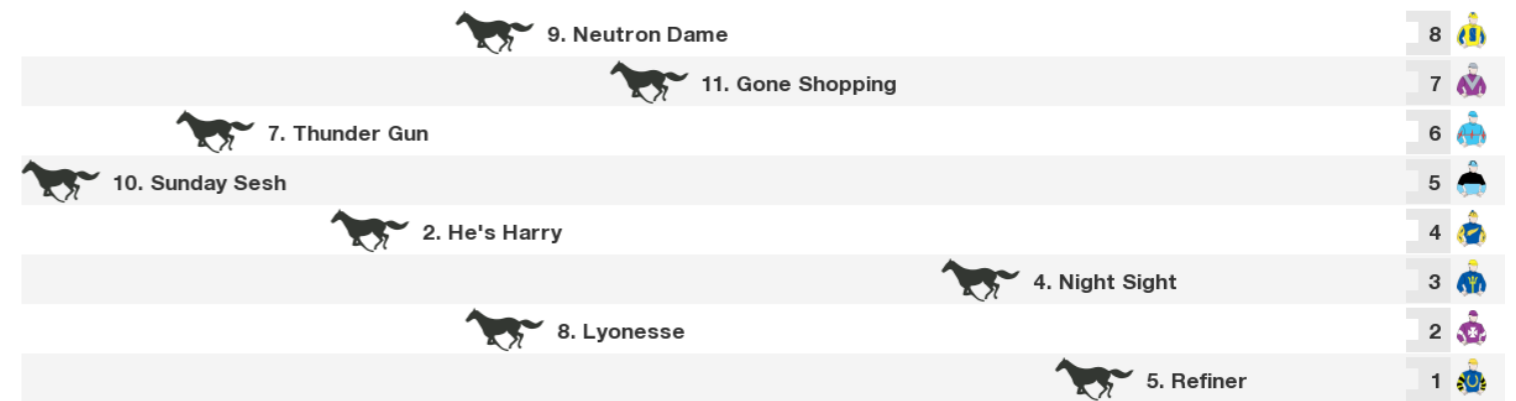 9. Neutron Dame 8
11. Gone Shopping 7
7. Thunder Gun 6
10. Sunday Sesh 5
2. He's Harry 4
4. Night Sight 3
8. Lyonesse 2
5. Refiner 1